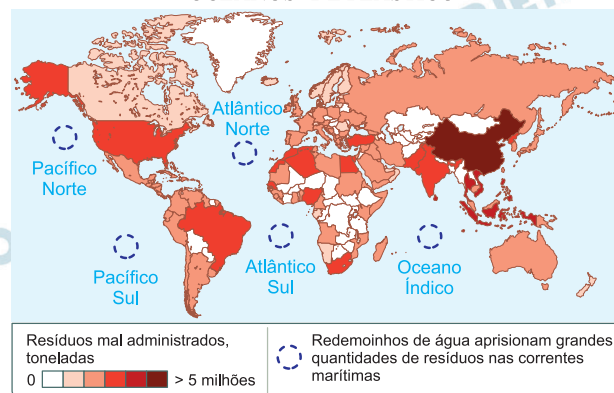 Atlântico
Norte
Pacífico
Norte
Pacífico
Sul
Atlântico
Sul
Oceano
Índico
Resíduos mal administrados,
toneladas
0 > 5 milhões
Redemoinhos de água aprisionam grandes
quantidades de resíduos nas correntes
marítimas